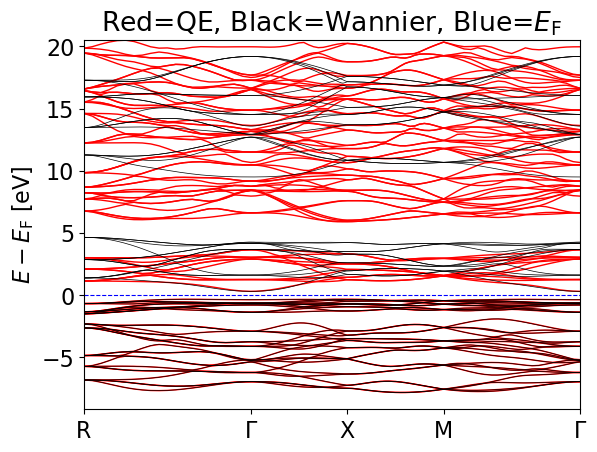 Red=QE, Black=Wannier, Blue=E_F
E − E_F [eV]
20
15
10
5
0
−5
R Γ X M Γ